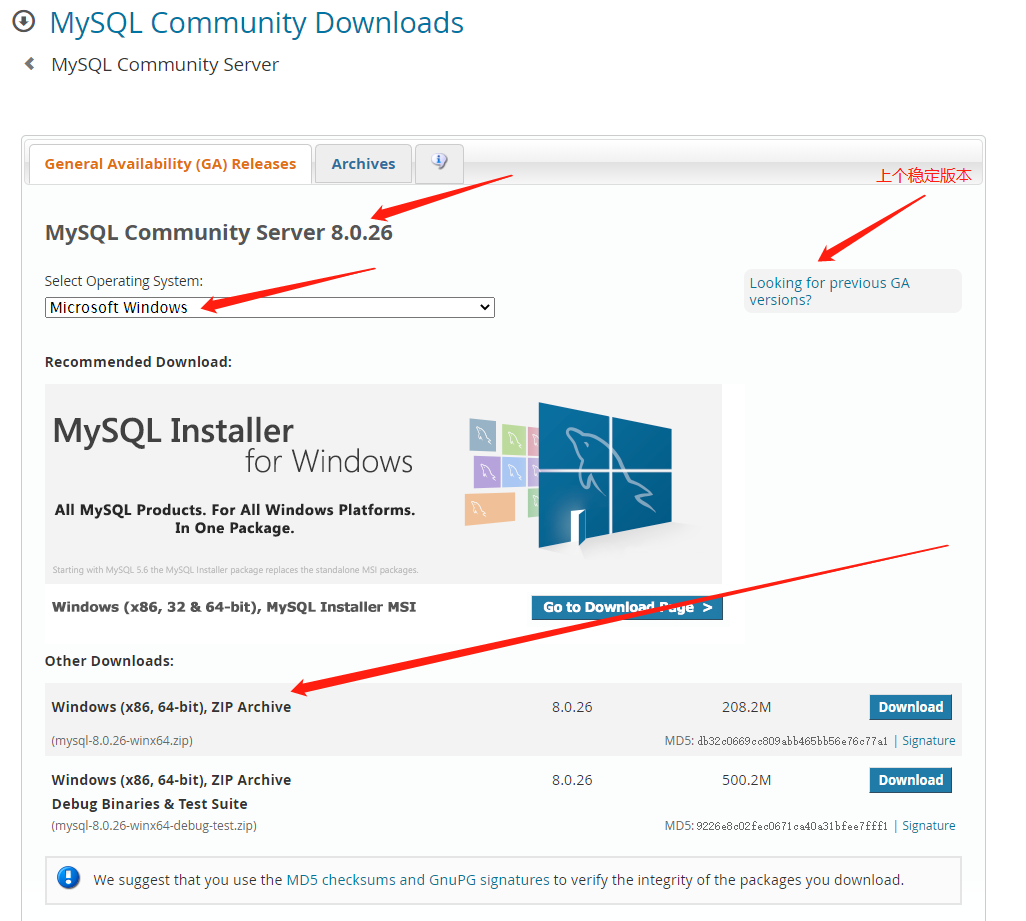 MySQL Community Downloads
MySQL Community Server
General Availability (GA) Releases
Archives
上个稳定版本
MySQL Community Server 8.0.26
Select Operating System:
Microsoft Windows
Looking for previous GA
versions?
Recommended Download:
MySQL Installer
for Windows
All MySQL Products. For All Windows Platforms.
In One Package.
Starting with MySQL 5.6 the MySQL Installer package replaces the standalone MSI packages.
Windows (x86, 32 & 64-bit), MySQL Installer MSI
Go to Download Page >
Other Downloads:
Windows (x86, 64-bit), ZIP Archive 8.0.26 208.2M Download
(mysql-8.0.26-winx64.zip) MD5: db32c0669cc809abb465bb56e76c77a1 | Signature
Windows (x86, 64-bit), ZIP Archive 8.0.26 500.2M Download
Debug Binaries & Test Suite
(mysql-8.0.26-winx64-debug-test.zip) MD5: 9226e8c02fec0671ca40a31bfee7fff1 | Signature
We suggest that you use the MD5 checksums and GnuPG signatures to verify the integrity of the packages you download.